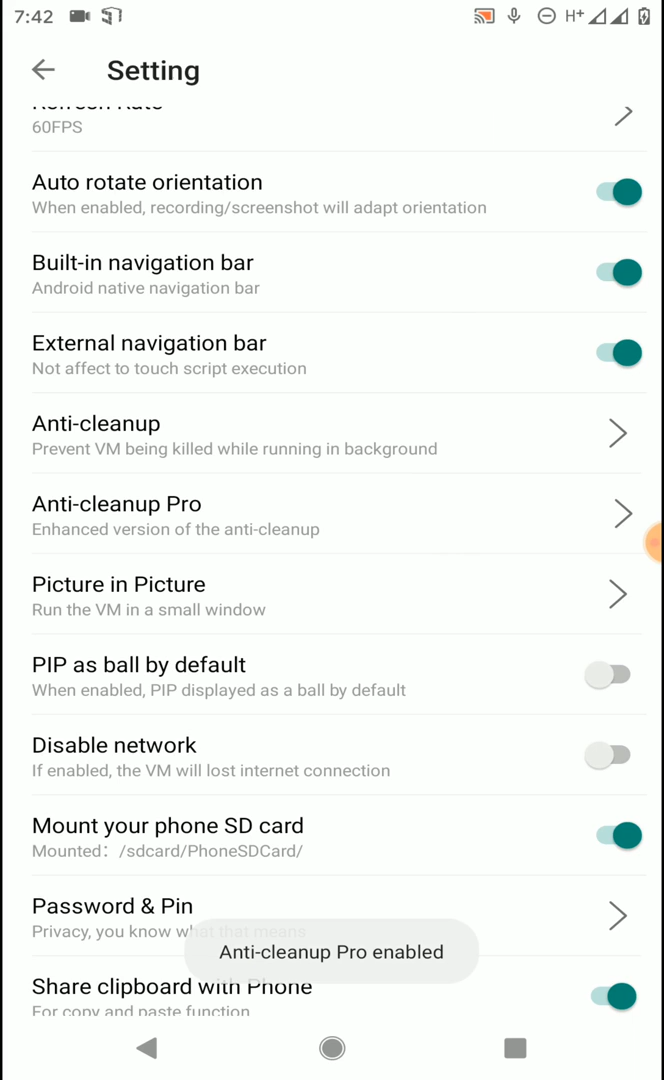 7:42
H+
Setting
Refresh Rate
60FPS
Auto rotate orientation
When enabled, recording/screenshot will adapt orientation
Built-in navigation bar
Android native navigation bar
External navigation bar
Not affect to touch script execution
Anti-cleanup
Prevent VM being killed while running in background
Anti-cleanup Pro
Enhanced version of the anti-cleanup
Picture in Picture
Run the VM in a small window
PIP as ball by default
When enabled, PIP displayed as a ball by default
Disable network
If enabled, the VM will lost internet connection
Mount your phone SD card
Mounted: /sdcard/PhoneSDCard/
Password & Pin
Privacy, you know what that means
Anti-cleanup Pro enabled
Share clipboard with Phone
For copy and paste function